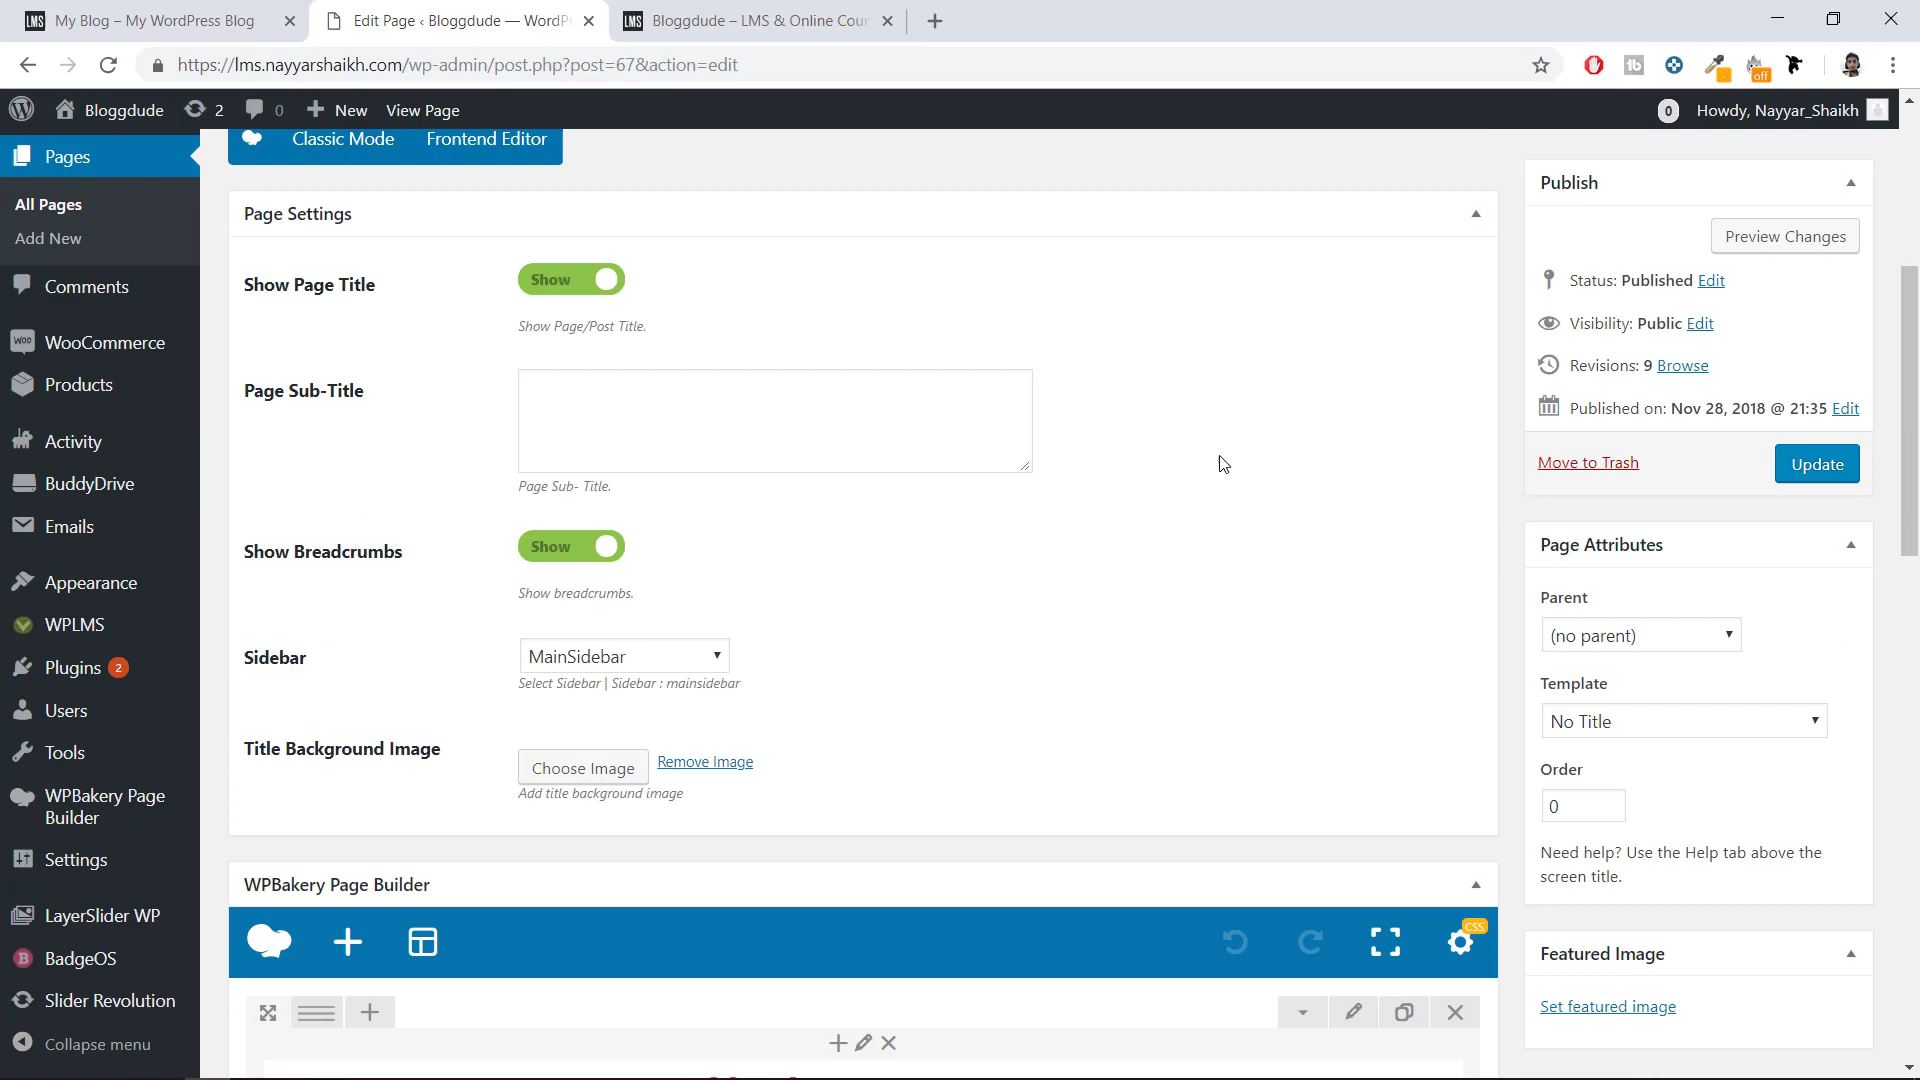 LMS My Blog – My WordPress Blog
Edit Page ‹ Bloggdude — WordP
LMS Bloggdude – LMS & Online Cour
https://lms.nayyarshaikh.com/wp-admin/post.php?post=67&action=edit
tb
off
Bloggdude
2
0
New
View Page
0
Howdy, Nayyar_Shaikh
Pages
All Pages
Add New
Comments
Woo WooCommerce
Products
Activity
BuddyDrive
Emails
Appearance
WPLMS
Plugins 2
Users
Tools
WPBakery Page
Builder
Settings
LayerSlider WP
B BadgeOS
Slider Revolution
Collapse menu
Classic Mode
Frontend Editor
Page Settings
Show Page Title
Show
Show Page/Post Title.
Page Sub-Title
Page Sub- Title.
Show Breadcrumbs
Show
Show breadcrumbs.
Sidebar
MainSidebar
Select Sidebar | Sidebar : mainsidebar
Title Background Image
Choose Image
Remove Image
Add title background image
WPBakery Page Builder
CSS
Publish
Preview Changes
Status: Published Edit
Visibility: Public Edit
Revisions: 9 Browse
Published on: Nov 28, 2018 @ 21:35 Edit
Move to Trash
Update
Page Attributes
Parent
(no parent)
Template
No Title
Order
0
Need help? Use the Help tab above the
screen title.
Featured Image
Set featured image